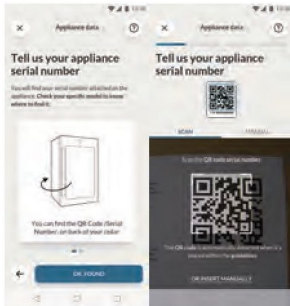 Appliance data
Tell us your appliance
serial number
You will find your serial number attached on the
appliance. Check your specific model to know
where to find it.
You can find the QR Code (Serial
Number) on back of your
QR FOUND
Appliance data
Tell us your appliance
serial number
SCAN
MANUAL
Scan the QR code serial number
The QR code is automatically detected when it's
placed within the guidelines
OR INSERT MANUALLY